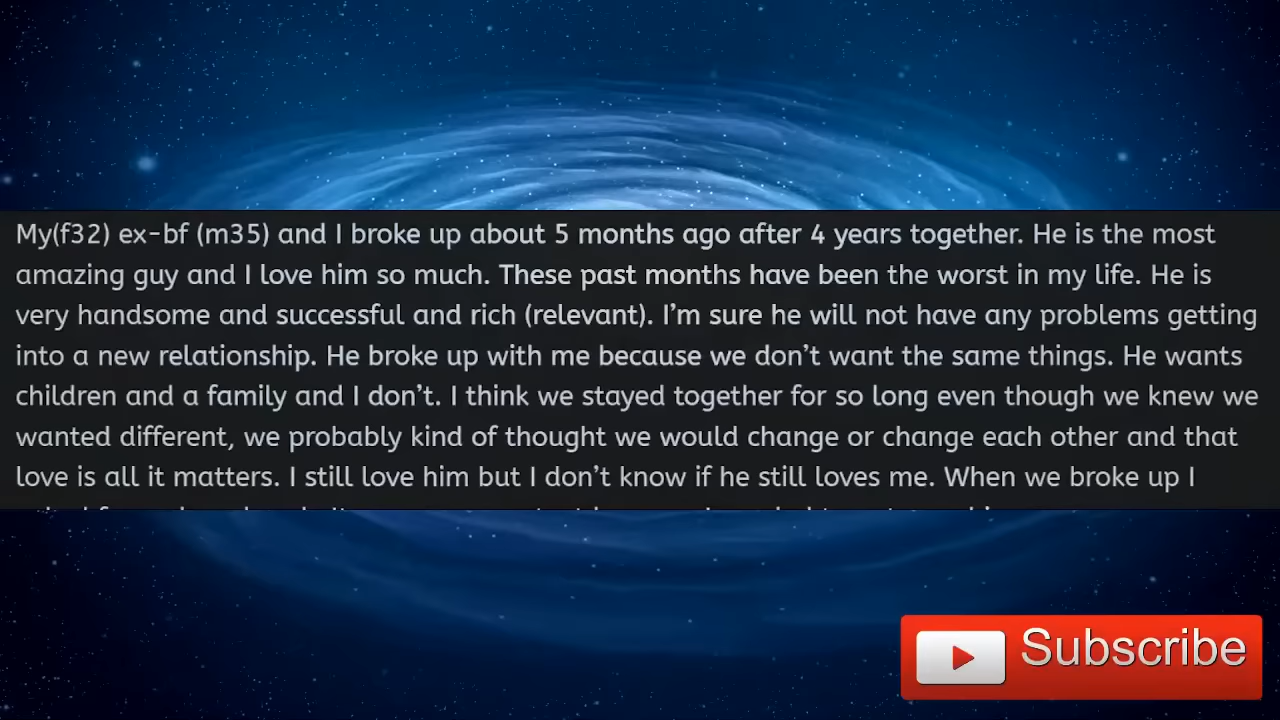 My(f32) ex-bf (m35) and I broke up about 5 months ago after 4 years together. He is the most
amazing guy and I love him so much. These past months have been the worst in my life. He is
very handsome and successful and rich (relevant). I’m sure he will not have any problems getting
into a new relationship. He broke up with me because we don’t want the same things. He wants
children and a family and I don’t. I think we stayed together for so long even though we knew we
wanted different, we probably kind of thought we would change or change each other and that
love is all it matters. I still love him but I don’t know if he still loves me. When we broke up I
Subscribe